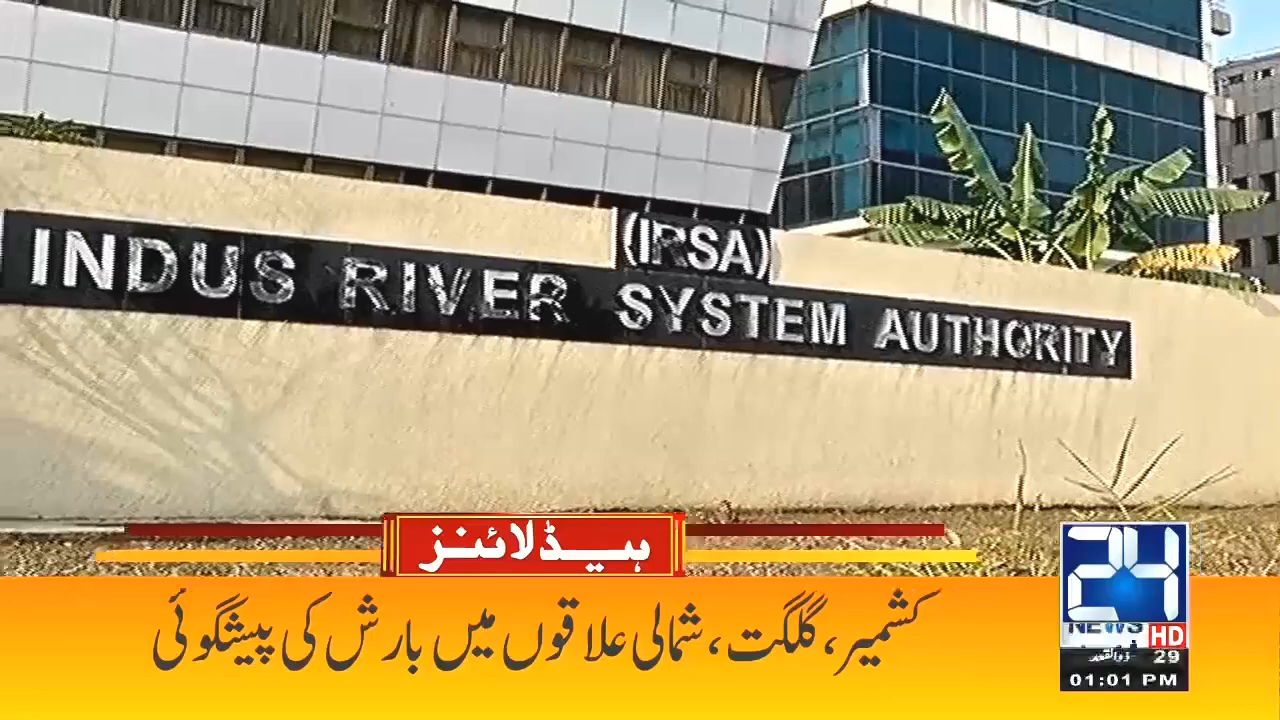 (IRSA)
INDUS RIVER SYSTEM AUTHORITY
ہیڈلائنز
کشمیر، گلگت، شمالی علاقوں میں بارش کی پیشگوئی
24
NEWS HD
29 ذوالقعد
01:01 PM